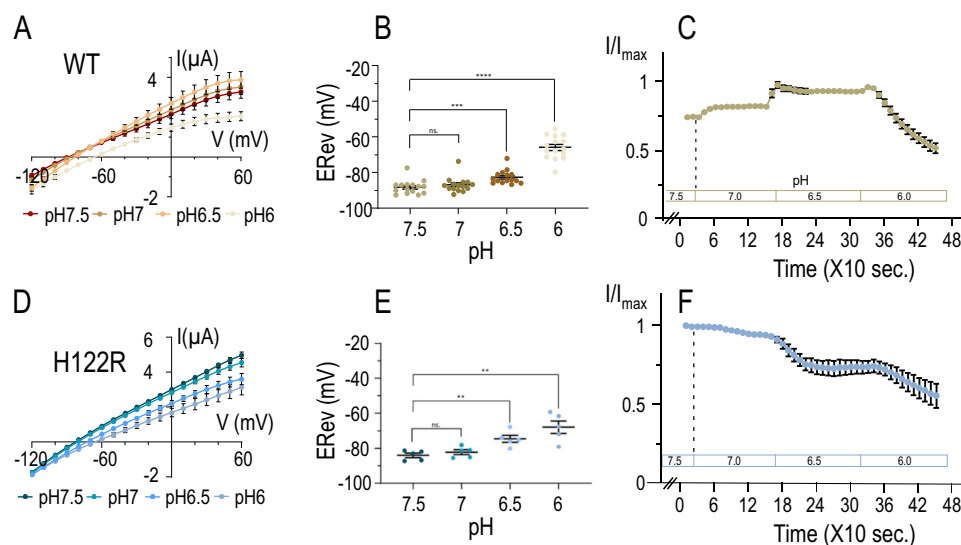 A
WT
I(µA)
4
V (mV)
-120
-60
60
-2
pH7.5 pH7 pH6.5 pH6
B
ERev (mV)
-20
-40
-60
-80
-100
****
***
ns.
7.5 7 6.5 6
pH
C
I/Imax
1
0.5
0
pH
7.5 7.0 6.5 6.0
0 6 12 18 24 30 36 42 48
Time (X10 sec.)
D
H122R
I(µA)
6
4
2
V (mV)
-120
-60
60
-2
pH7.5 pH7 pH6.5 pH6
E
ERev (mV)
-20
-40
-60
-80
-100
**
**
ns.
7.5 7 6.5 6
pH
F
I/Imax
1
0.5
0
7.5 7.0 6.5 6.0
0 6 12 18 24 30 36 42 48
Time (X10 sec.)